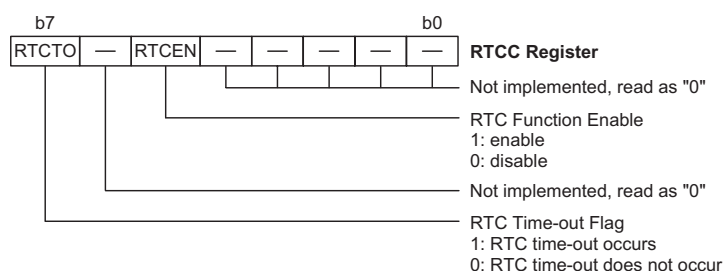 b7 b0
RTCTO — RTCEN — — — — — RTCC Register
Not implemented, read as "0"
RTC Function Enable
1: enable
0: disable
Not implemented, read as "0"
RTC Time-out Flag
1: RTC time-out occurs
0: RTC time-out does not occur